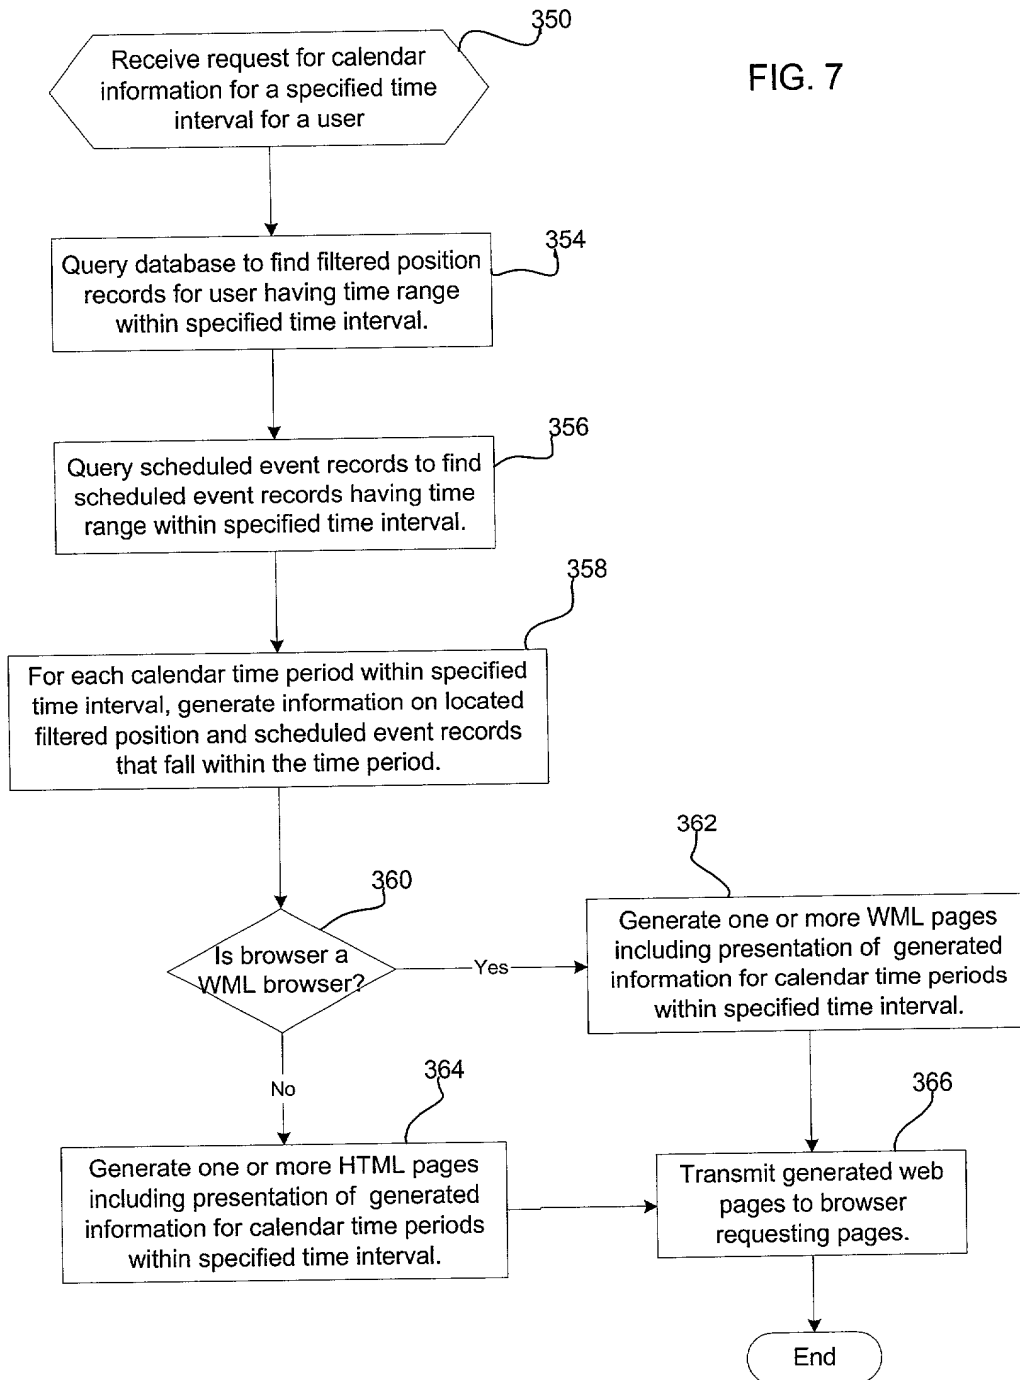 350
Receive request for calendar
information for a specified time
interval for a user
FIG. 7
354
Query database to find filtered position
records for user having time range
within specified time interval.
356
Query scheduled event records to find
scheduled event records having time
range within specified time interval.
358
For each calendar time period within specified
time interval, generate information on located
filtered position and scheduled event records
that fall within the time period.
360
Is browser a
WML browser?
Yes
362
Generate one or more WML pages
including presentation of generated
information for calendar time periods
within specified time interval.
No
364
Generate one or more HTML pages
including presentation of generated
information for calendar time periods
within specified time interval.
366
Transmit generated web
pages to browser
requesting pages.
End